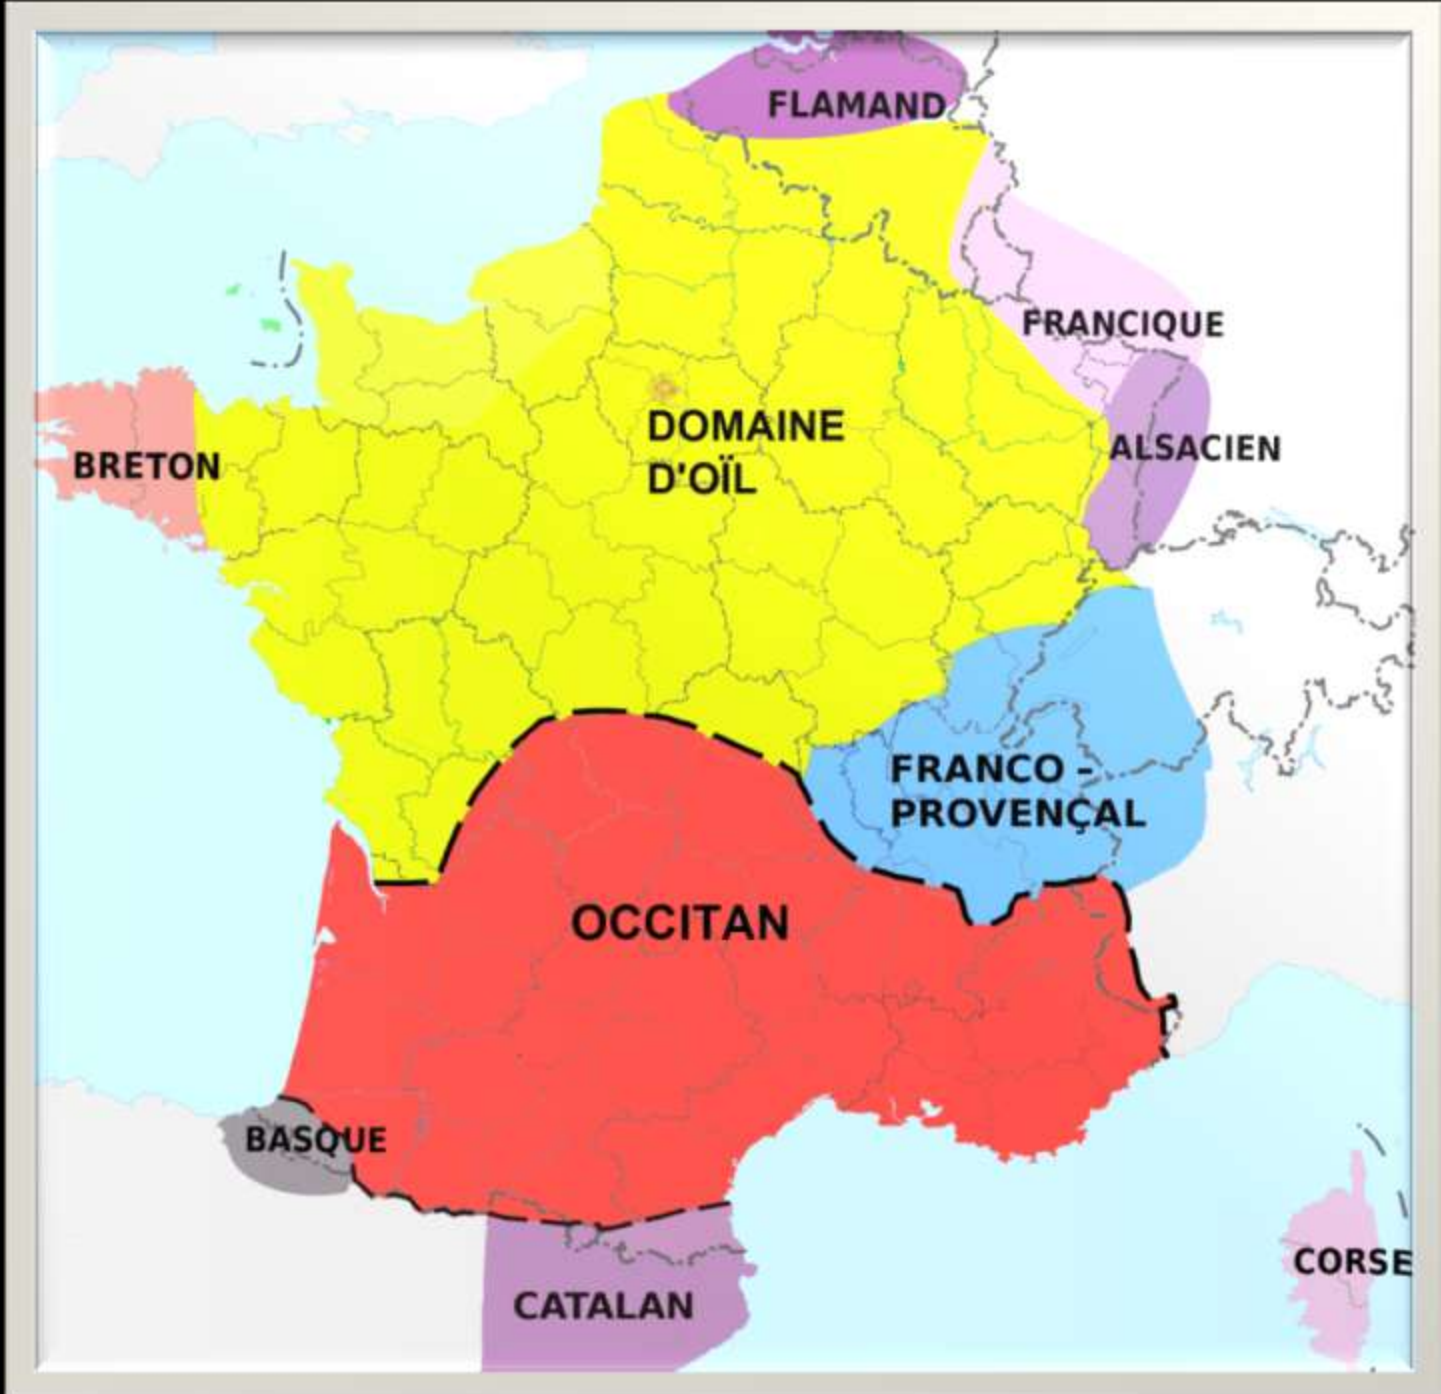 FLAMAND
FRANCIQUE
DOMAINE
D'OÏL
ALSACIEN
BRETON
FRANCO -
PROVENÇAL
OCCITAN
BASQUE
CORSE
CATALAN